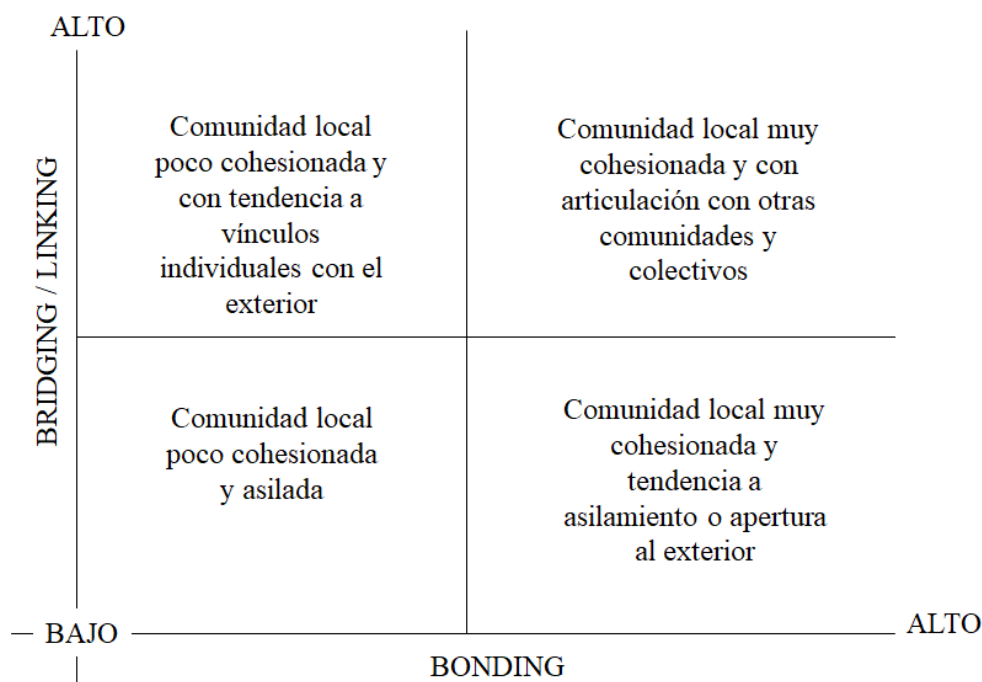 ALTO
BRIDGING / LINKING
Comunidad local
poco cohesionada y
con tendencia a
vínculos
individuales con el
exterior
Comunidad local muy
cohesionada y con
articulación con otras
comunidades y
colectivos
Comunidad local
poco cohesionada
y asilada
Comunidad local muy
cohesionada y
tendencia a
asilamiento o apertura
al exterior
BAJO
ALTO
BONDING